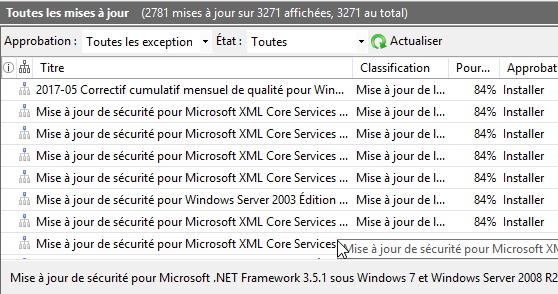 Toutes les mises à jour (2781 mises à jour sur 3271 affichées, 3271 au total)
Approbation : Toutes les exception État : Toutes Actualiser
Titre Classification Pour... Approbat
2017-05 Correctif cumulatif mensuel de qualité pour Win... Mise à jour de l... 84% Installer
Mise à jour de sécurité pour Microsoft XML Core Services ... Mise à jour de l... 84% Installer
Mise à jour de sécurité pour Microsoft XML Core Services ... Mise à jour de l... 84% Installer
Mise à jour de sécurité pour Microsoft XML Core Services ... Mise à jour de l... 84% Installer
Mise à jour de sécurité pour Microsoft XML Core Services ... Mise à jour de l... 84% Installer
Mise à jour de sécurité pour Windows Server 2003 Édition ... Mise à jour de l... 84% Installer
Mise à jour de sécurité pour Microsoft XML Core Services ... Mise à jour de l... 84% Installer
Mise à jour de sécurité pour Microsoft XML Core Services Mise à jour de sécurité pour Microsoft XM
Mise à jour de sécurité pour Microsoft .NET Framework 3.5.1 sous Windows 7 et Windows Server 2008 R2